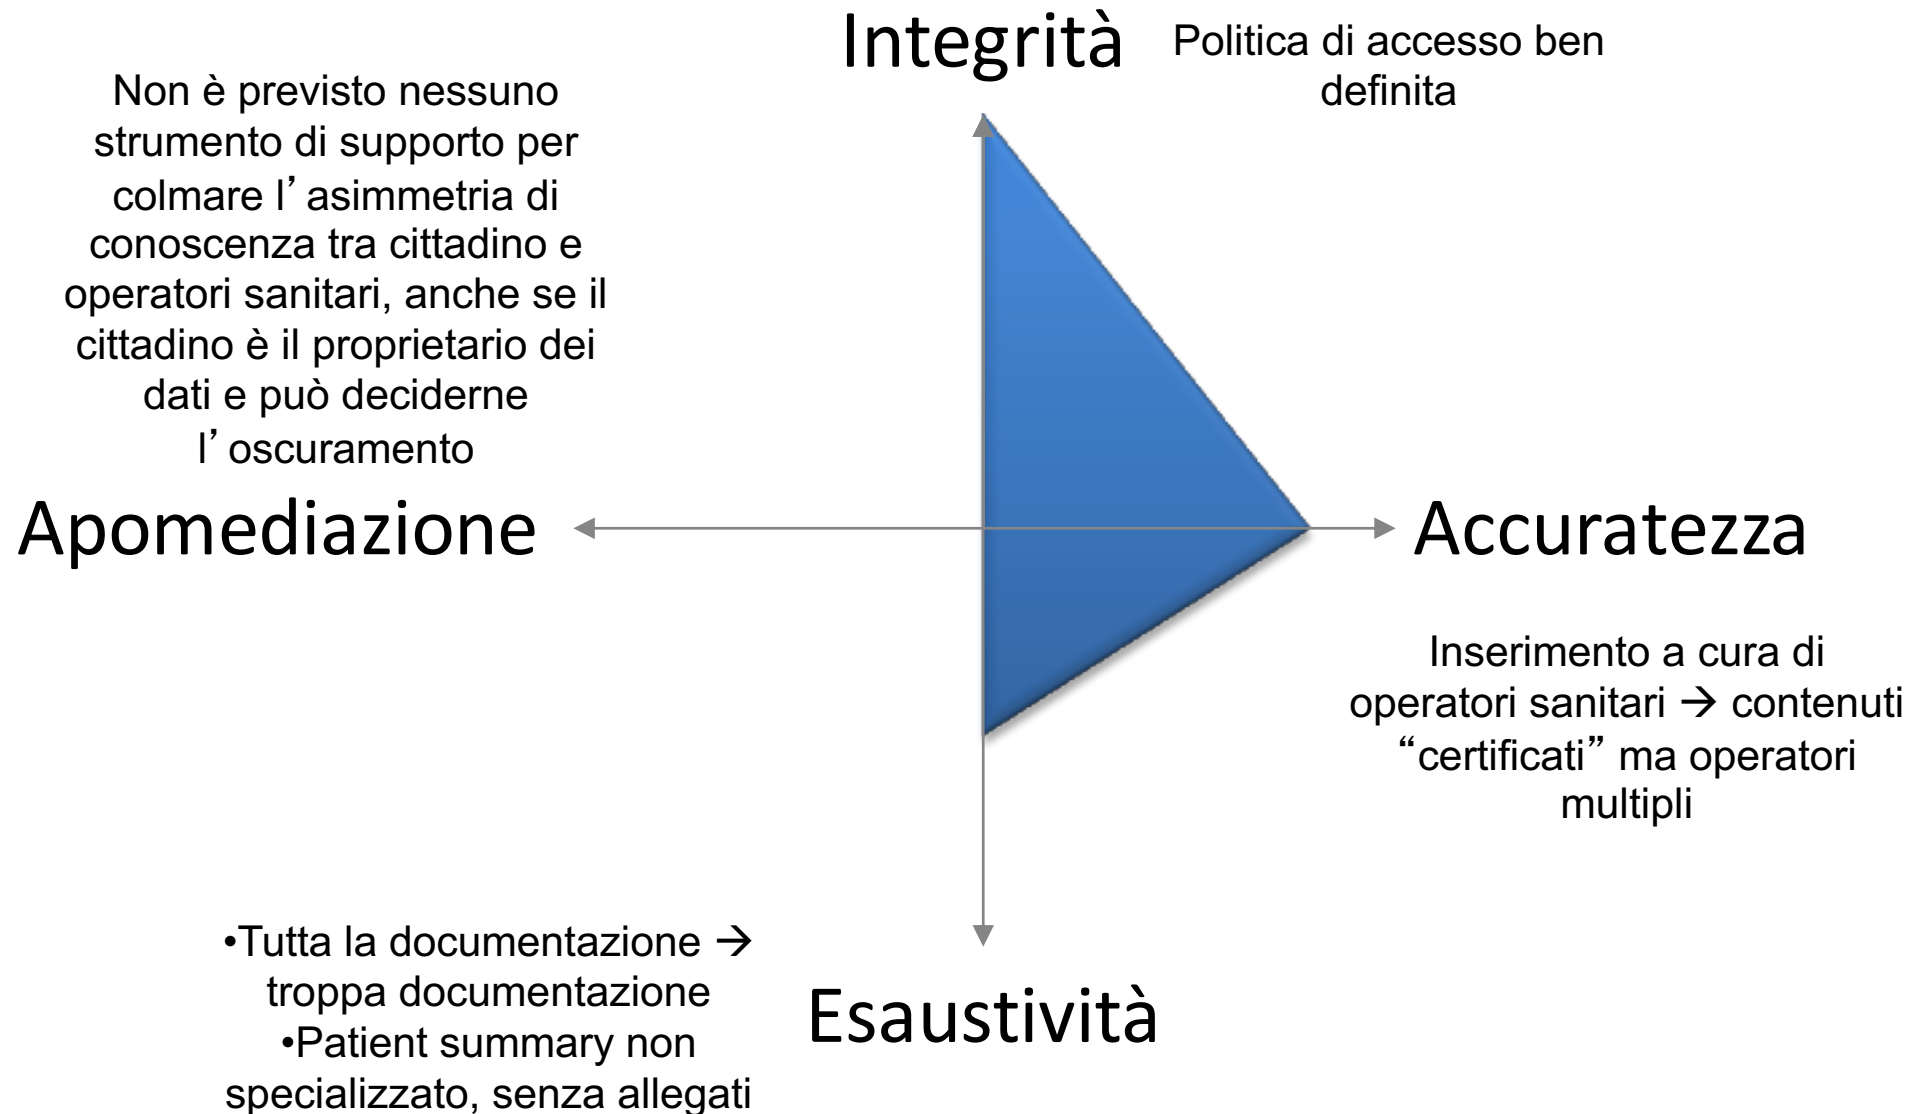 Integrità
Politica di accesso ben
definita
Non è previsto nessuno
strumento di supporto per
colmare l’asimmetria di
conoscenza tra cittadino e
operatori sanitari, anche se il
cittadino è il proprietario dei
dati e può deciderne
l’oscuramento
Apomediazione
Accuratezza
Inserimento a cura di
operatori sanitari → contenuti
“certificati” ma operatori
multipli
•Tutta la documentazione →
troppa documentazione
•Patient summary non
specializzato, senza allegati
Esaustività